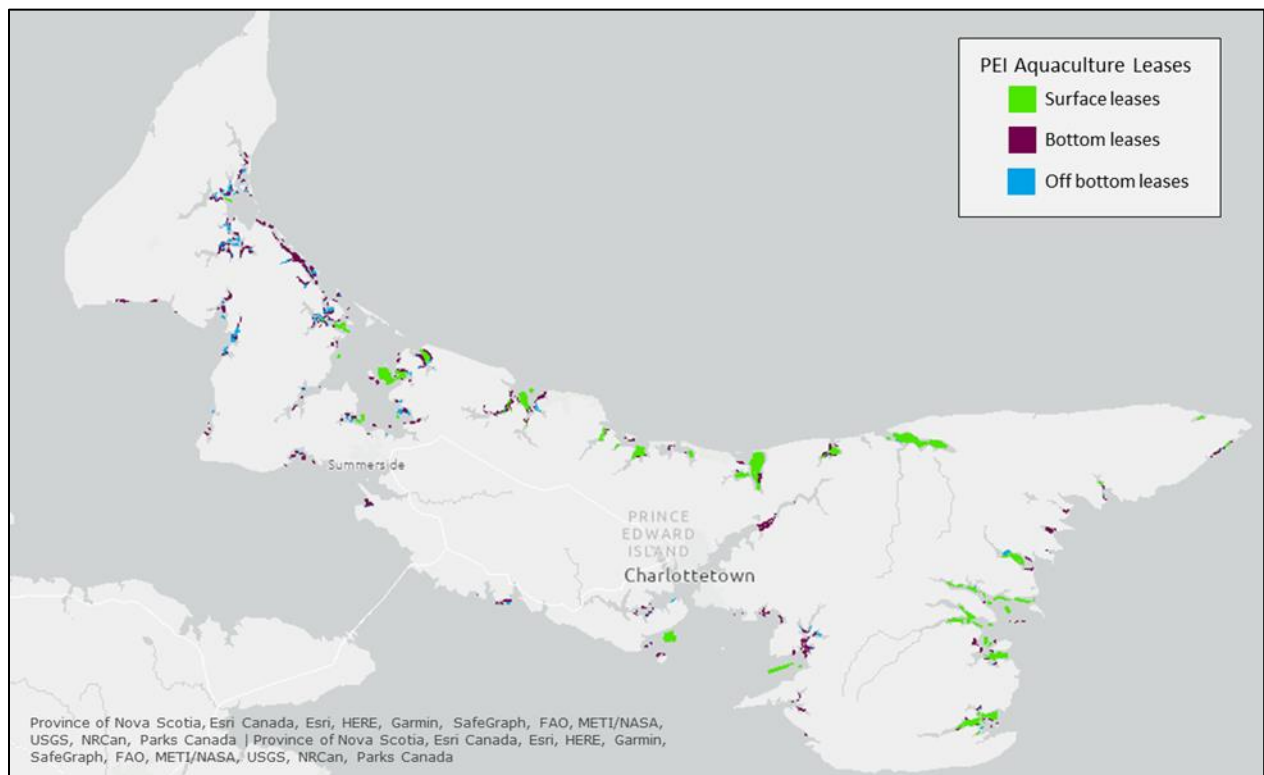 PEI Aquaculture Leases
Surface leases
Bottom leases
Off bottom leases
Summerside
PRINCE
EDWARD
ISLAND
Charlottetown
Province of Nova Scotia, Esri Canada, Esri, HERE, Garmin, SafeGraph, FAO, METI/NASA,
USGS, NRCan, Parks Canada | Province of Nova Scotia, Esri Canada, Esri, HERE, Garmin,
SafeGraph, FAO, METI/NASA, USGS, NRCan, Parks Canada